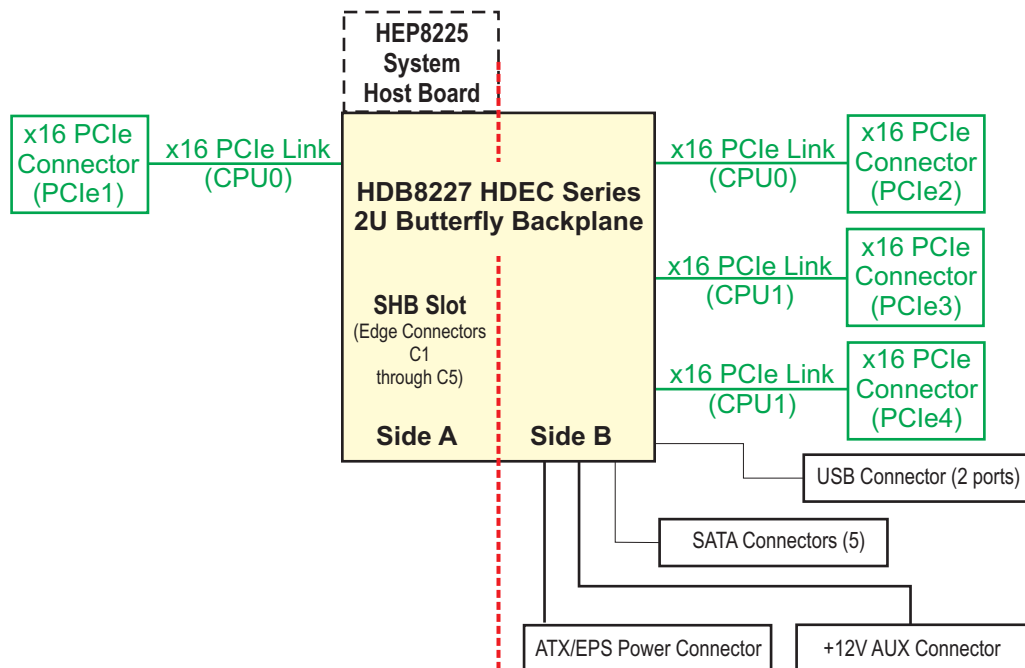 HEP8225
System
Host Board
x16 PCIe
Connector
(PCIe1)
x16 PCIe Link
(CPU0)
HDB8227 HDEC Series
2U Butterfly Backplane
SHB Slot
(Edge Connectors
C1
through C5)
Side A
Side B
x16 PCIe Link
(CPU0)
x16 PCIe
Connector
(PCIe2)
x16 PCIe Link
(CPU1)
x16 PCIe
Connector
(PCIe3)
x16 PCIe Link
(CPU1)
x16 PCIe
Connector
(PCIe4)
USB Connector (2 ports)
SATA Connectors (5)
ATX/EPS Power Connector
+12V AUX Connector